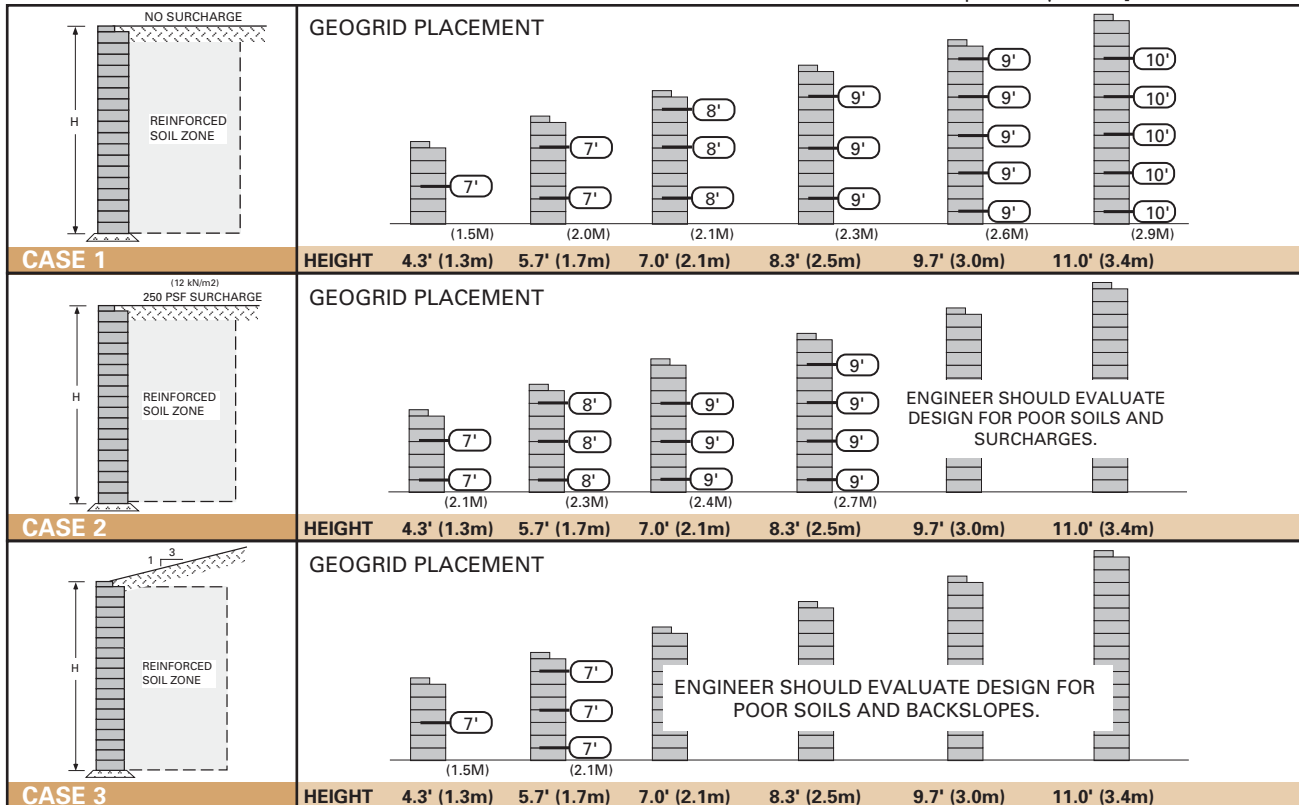 NO SURCHARGE
H
REINFORCED
SOIL ZONE
CASE 1
GEOGRID PLACEMENT
7'
7'
7'
8'
8'
8'
9'
9'
9'
9'
9'
9'
9'
9'
10'
10'
10'
10'
10'
(1.5M) (2.0M) (2.1M) (2.3M) (2.6M) (2.9M)
HEIGHT 4.3' (1.3m) 5.7' (1.7m) 7.0' (2.1m) 8.3' (2.5m) 9.7' (3.0m) 11.0' (3.4m)
(12 kN/m2)
250 PSF SURCHARGE
H
REINFORCED
SOIL ZONE
CASE 2
GEOGRID PLACEMENT
7'
7'
8'
8'
8'
9'
9'
9'
9'
9'
9'
9'
ENGINEER SHOULD EVALUATE
DESIGN FOR POOR SOILS AND
SURCHARGES.
(2.1M) (2.3M) (2.4M) (2.7M)
HEIGHT 4.3' (1.3m) 5.7' (1.7m) 7.0' (2.1m) 8.3' (2.5m) 9.7' (3.0m) 11.0' (3.4m)
3
1
H
REINFORCED
SOIL ZONE
CASE 3
GEOGRID PLACEMENT
7'
7'
7'
7'
ENGINEER SHOULD EVALUATE DESIGN FOR
POOR SOILS AND BACKSLOPES.
(1.5M) (2.1M)
HEIGHT 4.3' (1.3m) 5.7' (1.7m) 7.0' (2.1m) 8.3' (2.5m) 9.7' (3.0m) 11.0' (3.4m)